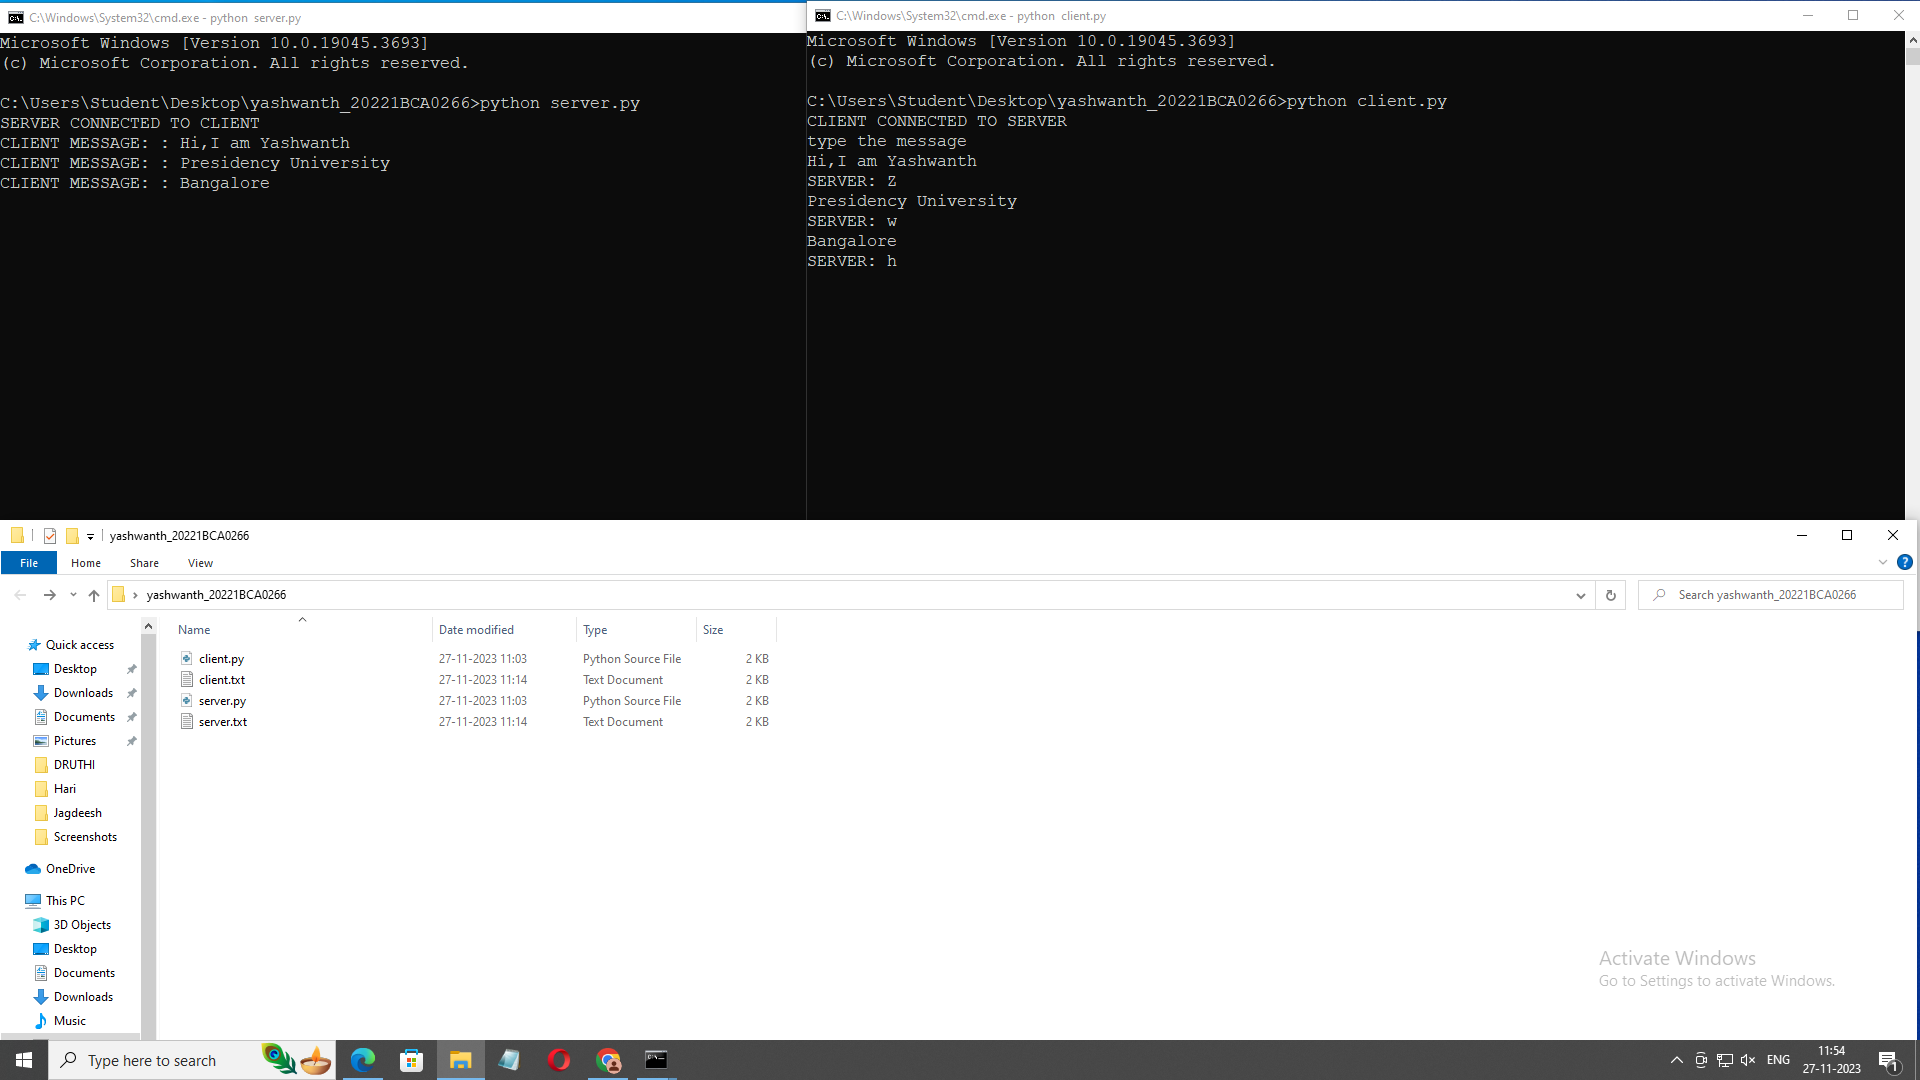 C:\Windows\System32\cmd.exe - python  server.py
Microsoft Windows [Version 10.0.19045.3693]
(c) Microsoft Corporation. All rights reserved.
C:\Users\Student\Desktop\yashwanth_20221BCA0266>python server.py
SERVER CONNECTED TO CLIENT
CLIENT MESSAGE: : Hi,I am Yashwanth
CLIENT MESSAGE: : Presidency University
CLIENT MESSAGE: : Bangalore
C:\Windows\System32\cmd.exe - python  client.py
Microsoft Windows [Version 10.0.19045.3693]
(c) Microsoft Corporation. All rights reserved.
C:\Users\Student\Desktop\yashwanth_20221BCA0266>python client.py
CLIENT CONNECTED TO SERVER
type the message
Hi,I am Yashwanth
SERVER: Z
Presidency University
SERVER: w
Bangalore
SERVER: h
yashwanth_20221BCA0266
File Home Share View
yashwanth_20221BCA0266
Search yashwanth_20221BCA0266
Quick access
Desktop
Downloads
Documents
Pictures
DRUTHI
Hari
Jagdeesh
Screenshots
OneDrive
This PC
3D Objects
Desktop
Documents
Downloads
Music
Name Date modified Type Size
client.py 27-11-2023 11:03 Python Source File 2 KB
client.txt 27-11-2023 11:14 Text Document 2 KB
server.py 27-11-2023 11:03 Python Source File 2 KB
server.txt 27-11-2023 11:14 Text Document 2 KB
Activate Windows
Go to Settings to activate Windows.
Type here to search
ENG
11:54
27-11-2023
1